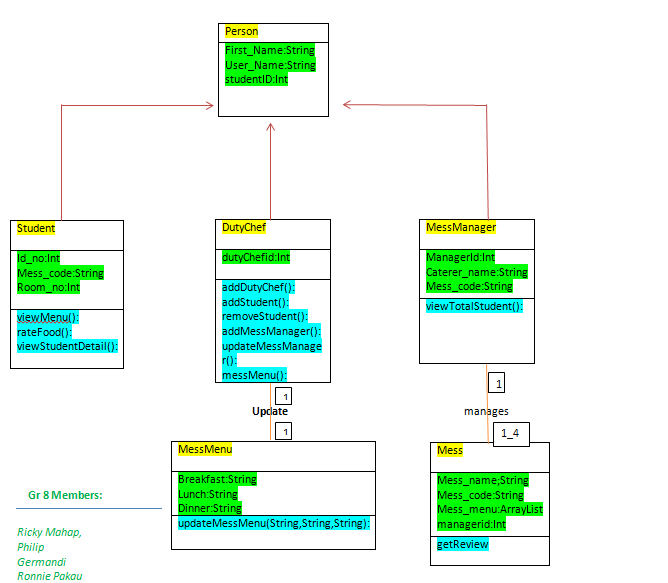 Person
First_Name:String
User_Name:String
studentID:Int
Student
Id_no:Int
Mess_code:String
Room_no:Int
viewMenu():
rateFood():
viewStudentDetail():
DutyChef
dutyChefid:Int
addDutyChef():
addStudent():
removeStudent():
addMessManager():
updateMessManage
r():
messMenu():
MessManager
ManagerId:Int
Caterer_name:String
Mess_code:String
viewTotalStudent():
1
Update
1
1
manages
1_4
MessMenu
Breakfast:String
Lunch:String
Dinner:String
updateMessMenu(String,String,String):
Mess
Mess_name;String
Mess_code:String
Mess_menu:ArrayList
managerid:Int
getReview
Gr 8 Members:
Ricky Mahap,
Philip
Germandi
Ronnie Pakau